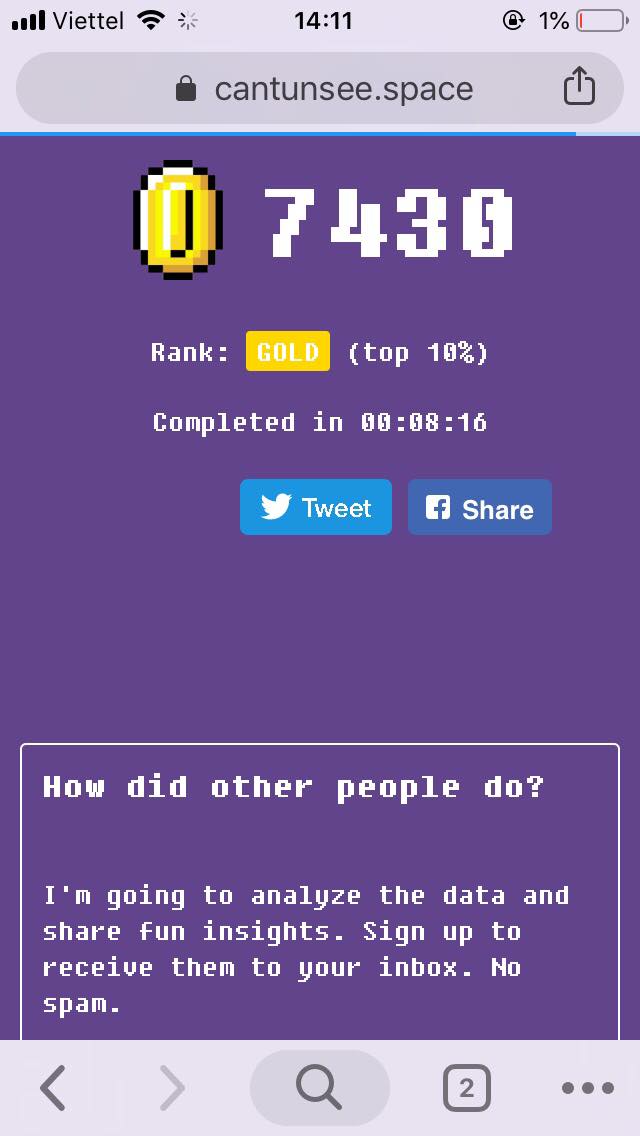 Viettel 14:11 1%
cantunsee.space
7430
Rank: GOLD (top 10%)
Completed in 00:08:16
Tweet Share
How did other people do?
I'm going to analyze the data and
share fun insights. Sign up to
receive them to your inbox. No
spam.
2